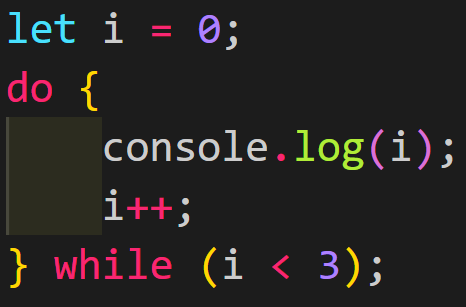 let i = 0;
do {
    console.log(i);
    i++;
} while (i < 3);